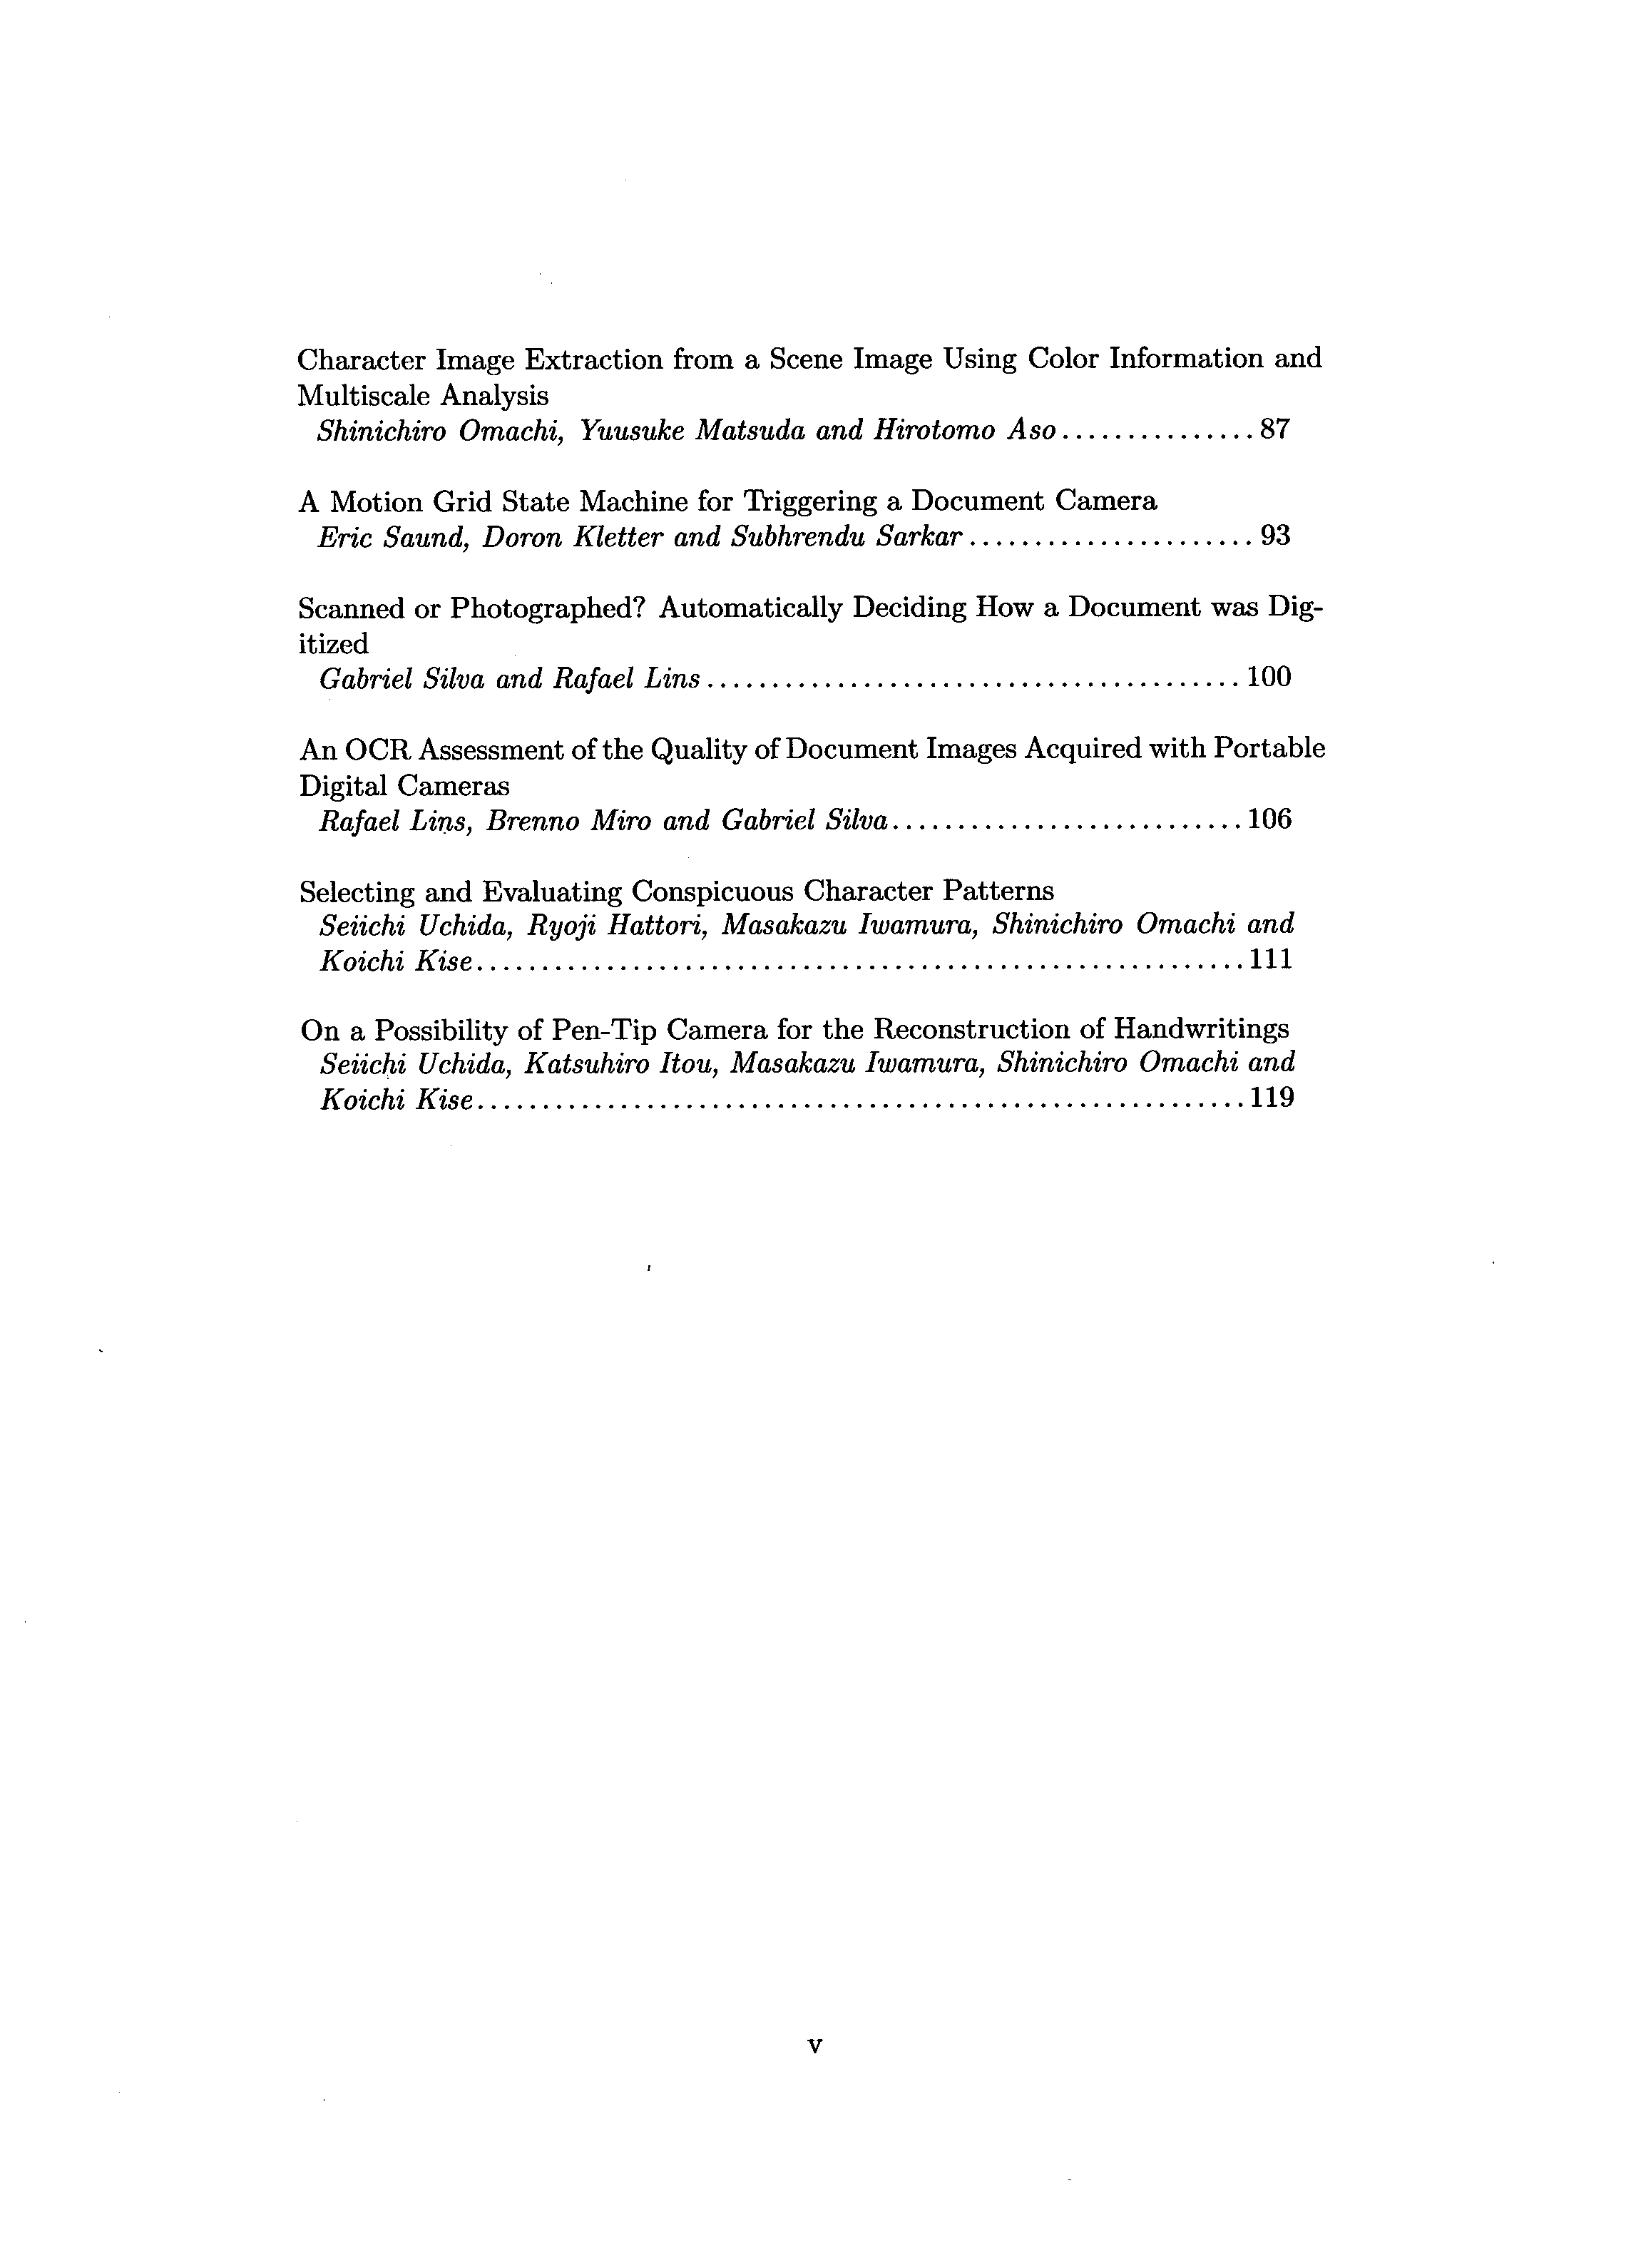 Character Image Extraction from a Scene Image Using Color Information and
Multiscale Analysis
Shinichiro Omachi, Yuusuke Matsuda and Hirotomo Aso...............87
A Motion Grid State Machine for Triggering a Document Camera
Eric Saund, Doron Kletter and Subhrendu Sarkar......................93
Scanned or Photographed? Automatically Deciding How a Document was Dig-
itized
Gabriel Silva and Rafael Lins.........................................100
An OCR Assessment of the Quality of Document Images Acquired with Portable
Digital Cameras
Rafael Lins, Brenno Miro and Gabriel Silva...........................106
Selecting and Evaluating Conspicuous Character Patterns
Seiichi Uchida, Ryoji Hattori, Masakazu Iwamura, Shinichiro Omachi and
Koichi Kise...........................................................111
On a Possibility of Pen-Tip Camera for the Reconstruction of Handwritings
Seiichi Uchida, Katsuhiro Itou, Masakazu Iwamura, Shinichiro Omachi and
Koichi Kise...........................................................119
v